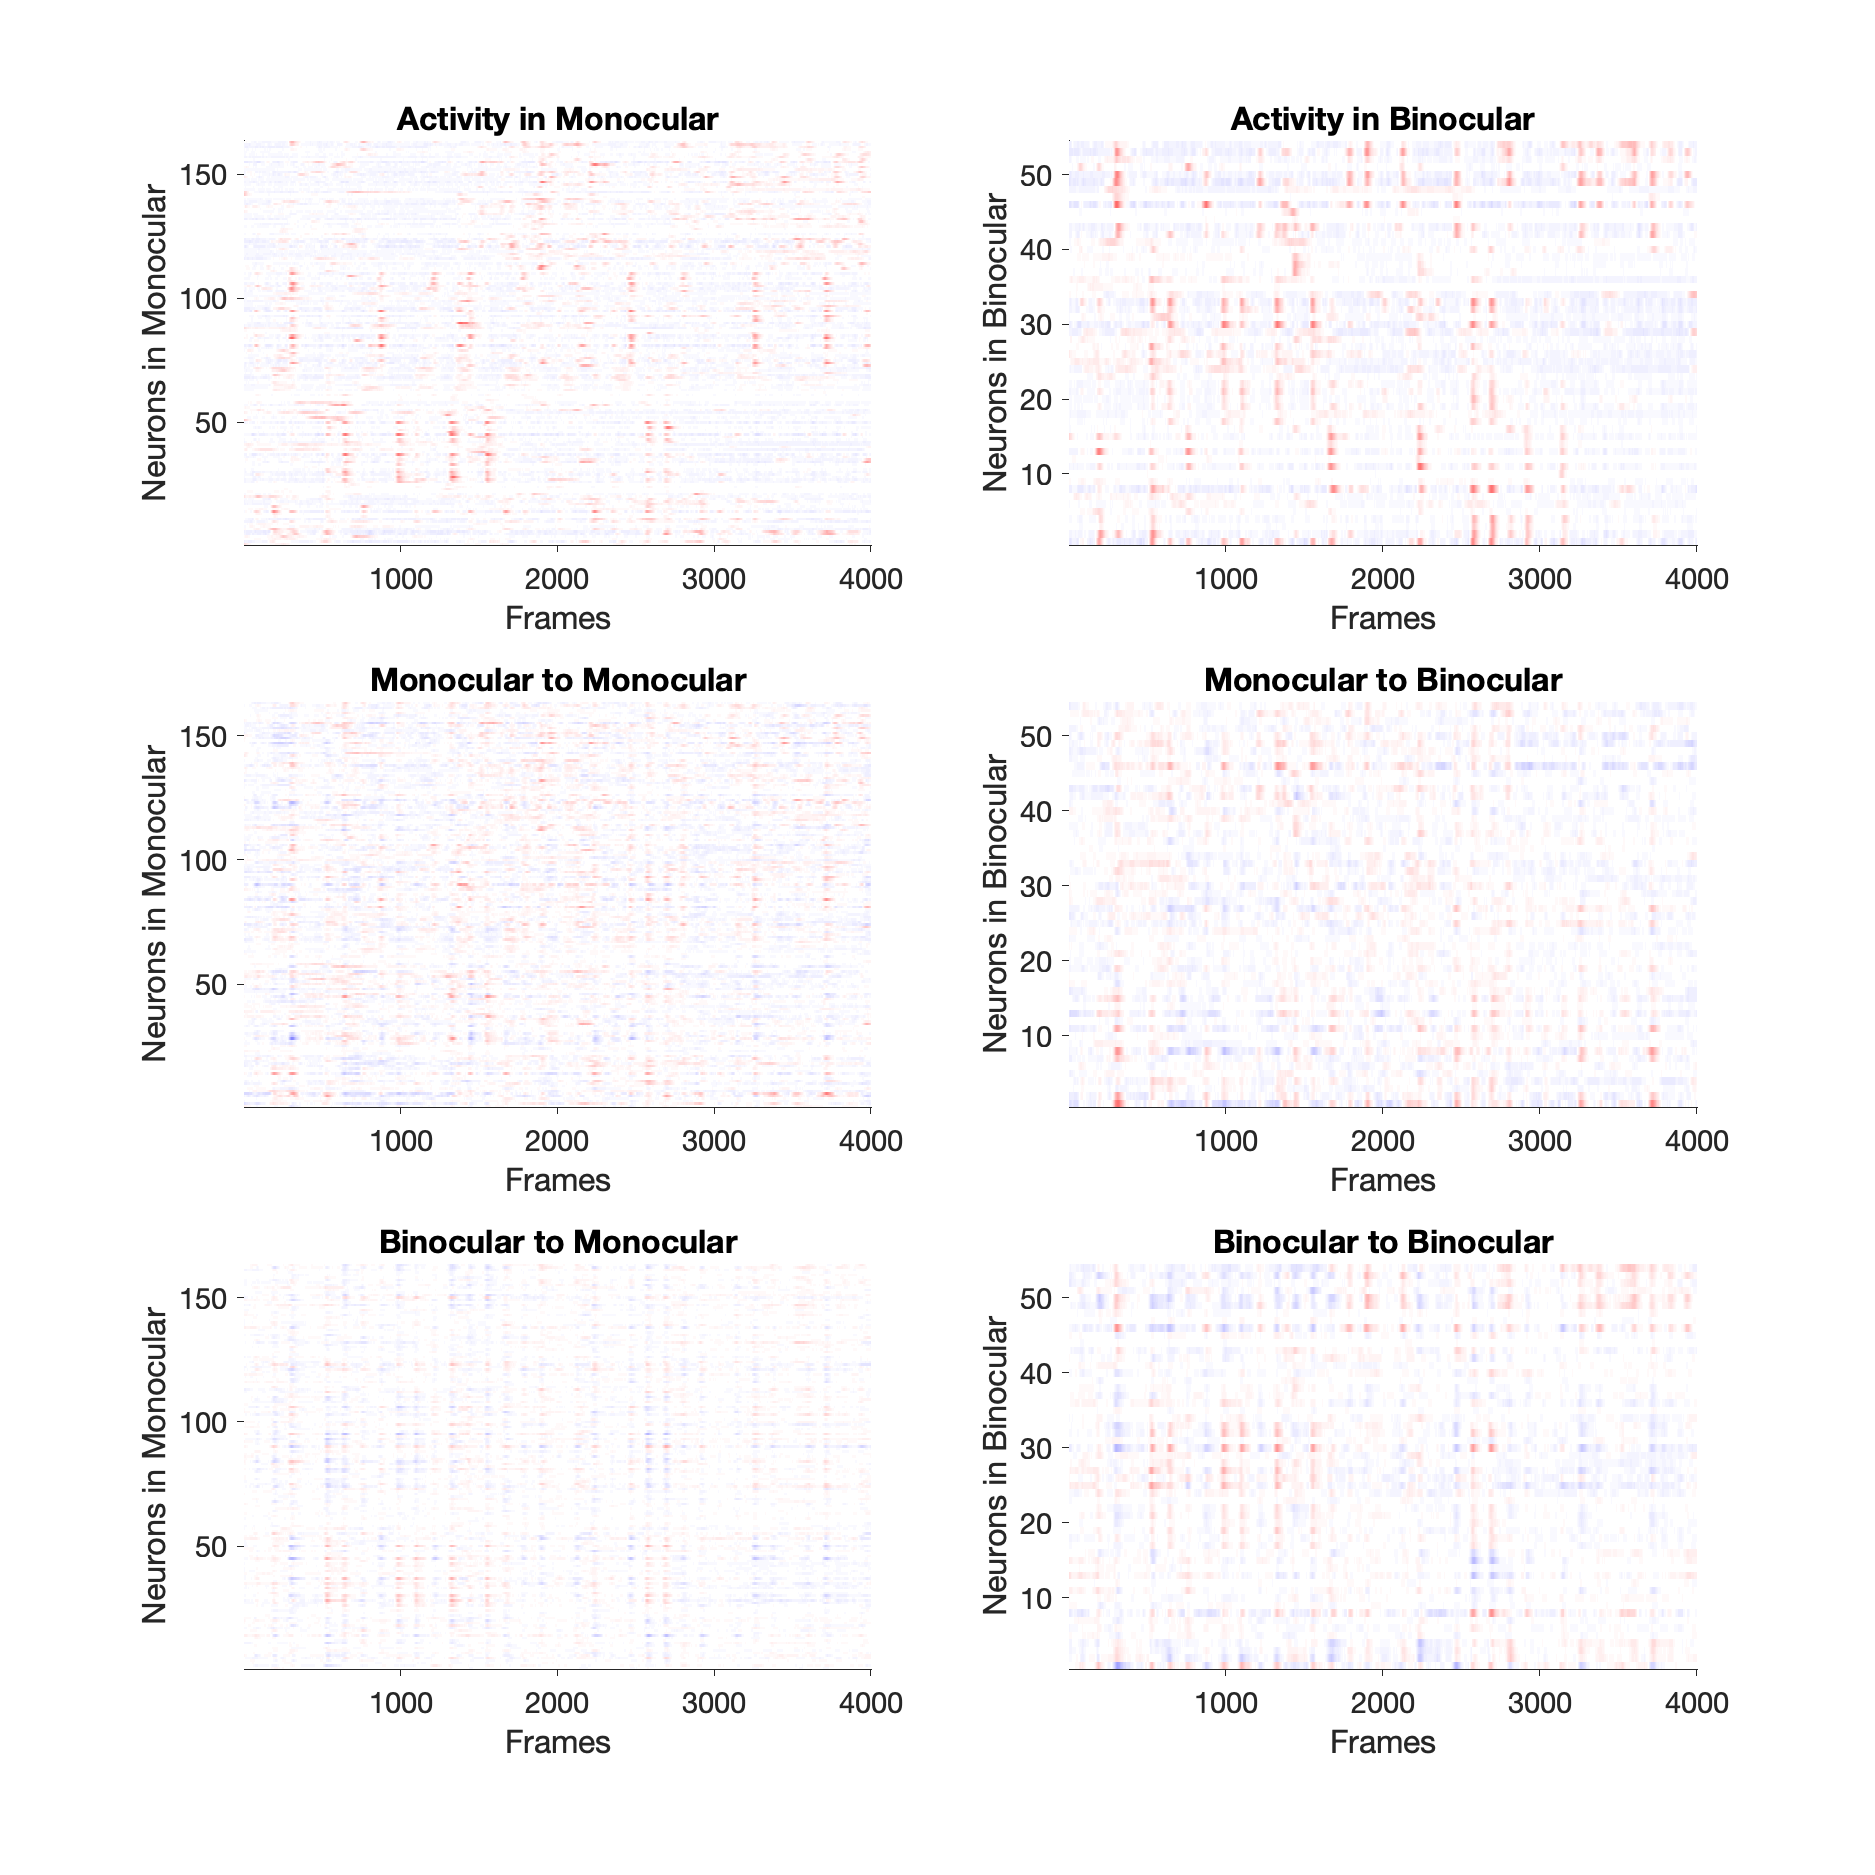 Activity in Monocular
Neurons in Monocular
150
100
50
1000 2000 3000 4000
Frames
Activity in Binocular
Neurons in Binocular
50
40
30
20
10
1000 2000 3000 4000
Frames
Monocular to Monocular
Neurons in Monocular
150
100
50
1000 2000 3000 4000
Frames
Monocular to Binocular
Neurons in Binocular
50
40
30
20
10
1000 2000 3000 4000
Frames
Binocular to Monocular
Neurons in Monocular
150
100
50
1000 2000 3000 4000
Frames
Binocular to Binocular
Neurons in Binocular
50
40
30
20
10
1000 2000 3000 4000
Frames